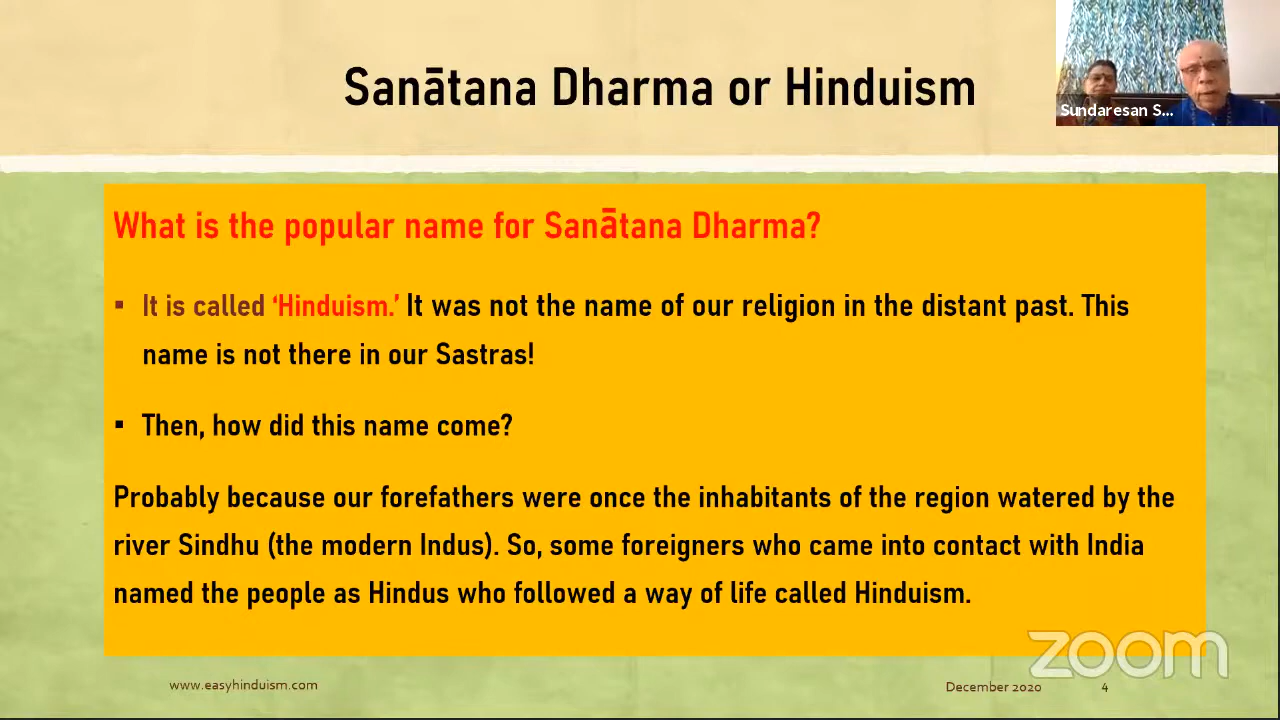 Sanātana Dharma or Hinduism
Sundaresan S...
What is the popular name for Sanātana Dharma?
▪ It is called ‘Hinduism.’ It was not the name of our religion in the distant past. This
name is not there in our Sastras!
▪ Then, how did this name come?
Probably because our forefathers were once the inhabitants of the region watered by the
river Sindhu (the modern Indus). So, some foreigners who came into contact with India
named the people as Hindus who followed a way of life called Hinduism.
zoom
www.easyhinduism.com
December 2020
4